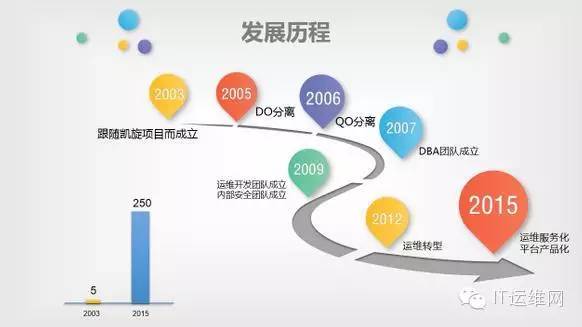 发展历程
2003
跟随凯旋项目而成立
2005
DO分离
2006
QO分离
2007
DBA团队成立
2009
运维开发团队成立
内部安全团队成立
2012
运维转型
2015
运维服务化
平台产品化
250
5
2003
2015
IT运维网